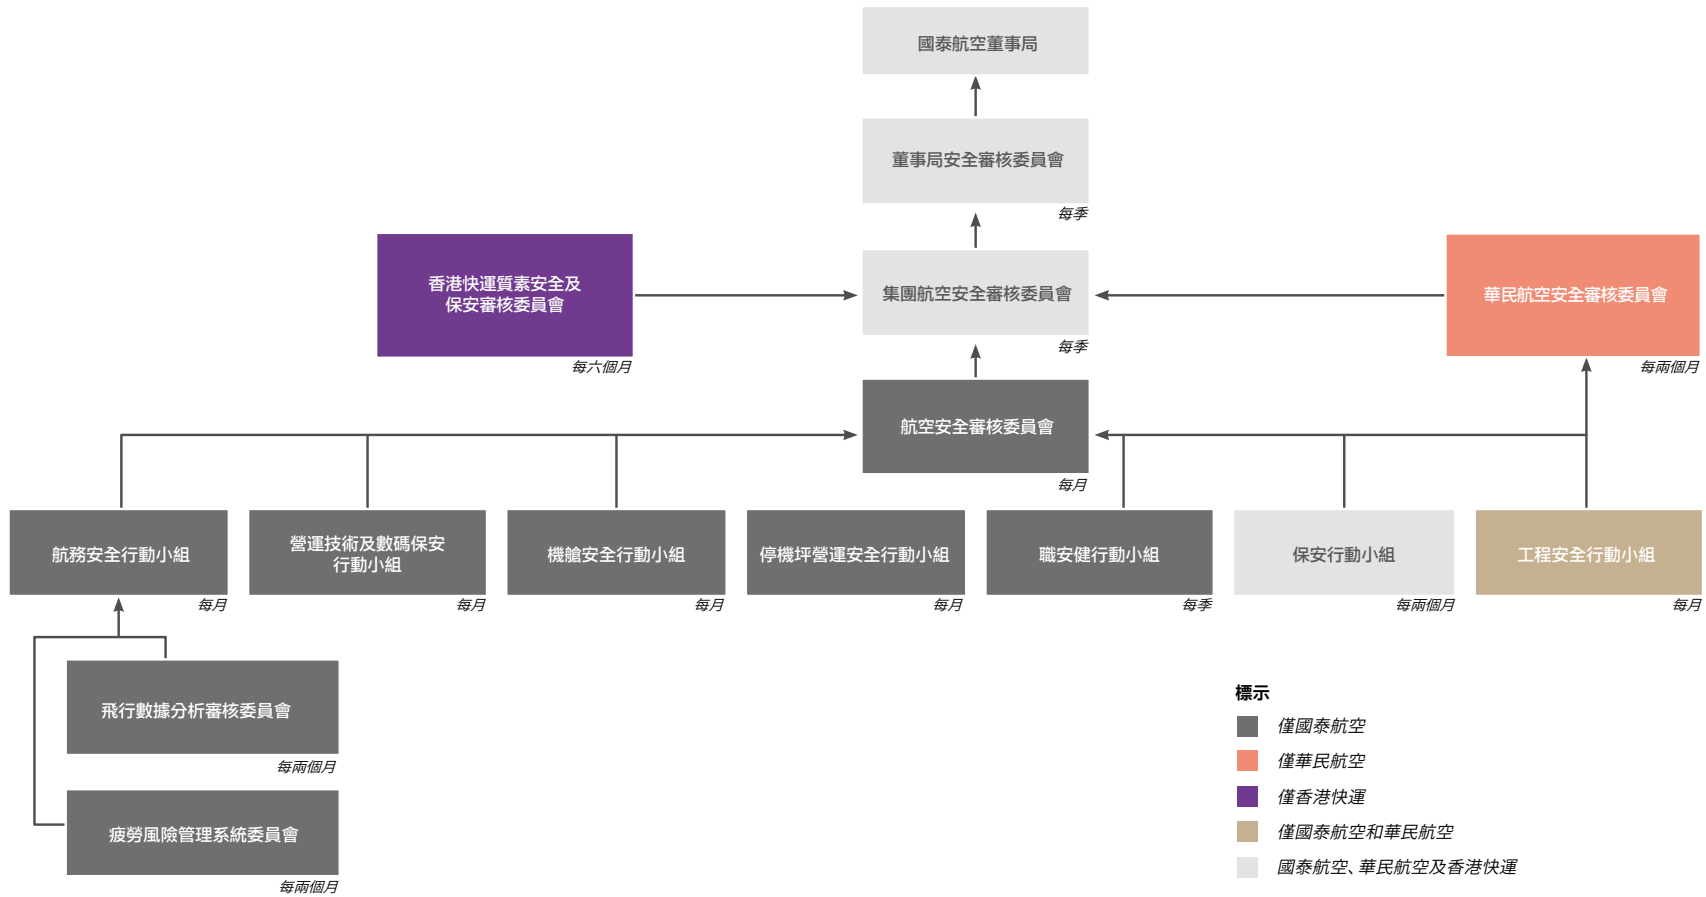 國泰航空董事局
董事局安全審核委員會
每季
香港快運質素安全及
保安審核委員會
每六個月
集團航空安全審核委員會
每季
華民航空安全審核委員會
每兩個月
航空安全審核委員會
每月
航務安全行動小組
每月
營運技術及數碼保安
行動小組
每月
機艙安全行動小組
每月
停機坪營運安全行動小組
每月
職安健行動小組
每季
保安行動小組
每兩個月
工程安全行動小組
每月
飛行數據分析審核委員會
每兩個月
疲勞風險管理系統委員會
每兩個月
標示
僅國泰航空
僅華民航空
僅香港快運
僅國泰航空和華民航空
國泰航空、華民航空及香港快運